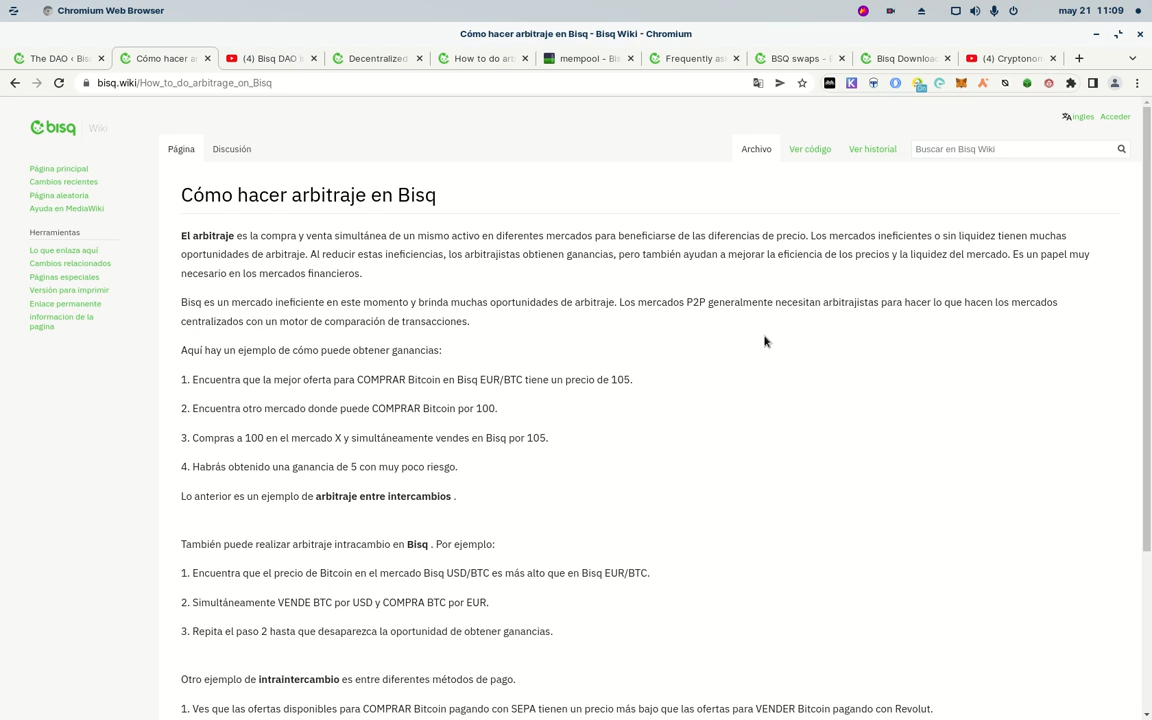 Chromium Web Browser
may 21 11:09
Cómo hacer arbitraje en Bisq - Bisq Wiki - Chromium
The DAO ‹ Bis
Cómo hacer a
(4) Bisq DAO i
Decentralized
How to do arb
mempool - Bis
Frequently as
BSQ swaps - B
Bisq Download
(4) Cryptonom
bisq.wiki/How_to_do_arbitrage_on_Bisq
On
bisq Wiki
ingles Acceder
Página Discusión Archivo Ver código Ver historial Buscar en Bisq Wiki
Página principal
Cambios recientes
Página aleatoria
Ayuda en MediaWiki
Herramientas
Lo que enlaza aquí
Cambios relacionados
Páginas especiales
Versión para imprimir
Enlace permanente
informacion de la
pagina
Cómo hacer arbitraje en Bisq
El arbitraje es la compra y venta simultánea de un mismo activo en diferentes mercados para beneficiarse de las diferencias de precio. Los mercados ineficientes o sin liquidez tienen muchas
oportunidades de arbitraje. Al reducir estas ineficiencias, los arbitrajistas obtienen ganancias, pero también ayudan a mejorar la eficiencia de los precios y la liquidez del mercado. Es un papel muy
necesario en los mercados financieros.
Bisq es un mercado ineficiente en este momento y brinda muchas oportunidades de arbitraje. Los mercados P2P generalmente necesitan arbitrajistas para hacer lo que hacen los mercados
centralizados con un motor de comparación de transacciones.
Aquí hay un ejemplo de cómo puede obtener ganancias:
1. Encuentra que la mejor oferta para COMPRAR Bitcoin en Bisq EUR/BTC tiene un precio de 105.
2. Encuentra otro mercado donde puede COMPRAR Bitcoin por 100.
3. Compras a 100 en el mercado X y simultáneamente vendes en Bisq por 105.
4. Habrás obtenido una ganancia de 5 con muy poco riesgo.
Lo anterior es un ejemplo de arbitraje entre intercambios .
También puede realizar arbitraje intracambio en Bisq . Por ejemplo:
1. Encuentra que el precio de Bitcoin en el mercado Bisq USD/BTC es más alto que en Bisq EUR/BTC.
2. Simultáneamente VENDE BTC por USD y COMPRA BTC por EUR.
3. Repita el paso 2 hasta que desaparezca la oportunidad de obtener ganancias.
Otro ejemplo de intraintercambio es entre diferentes métodos de pago.
1. Ves que las ofertas disponibles para COMPRAR Bitcoin pagando con SEPA tienen un precio más bajo que las ofertas para VENDER Bitcoin pagando con Revolut.